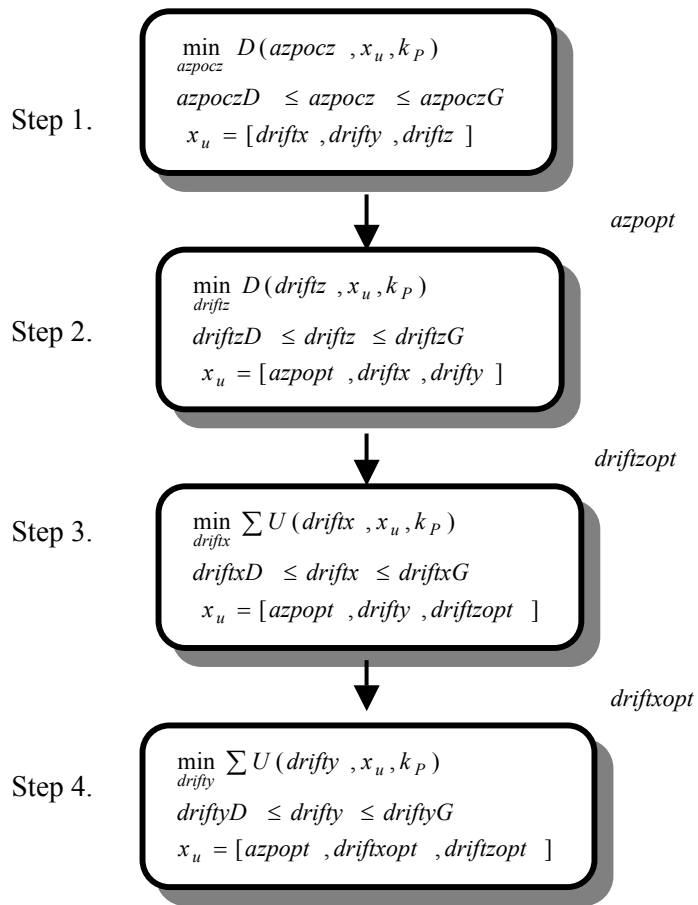 Step 1.
min D(azpocz , x_u, k_P)
azpocz
azpoczD ≤ azpocz ≤ azpoczG
x_u = [driftx , drifty , driftz ]
azpopt
Step 2.
min D(driftz , x_u, k_P)
driftz
driftzD ≤ driftz ≤ driftzG
x_u = [azpopt , driftx , drifty ]
driftzopt
Step 3.
min ∑ U(driftx , x_u, k_P)
driftx
driftxD ≤ driftx ≤ driftxG
x_u = [azpopt , drifty , driftzopt ]
driftxopt
Step 4.
min ∑ U(drifty , x_u, k_P)
drifty
driftyD ≤ drifty ≤ driftyG
x_u = [azpopt , driftxopt , driftzopt ]